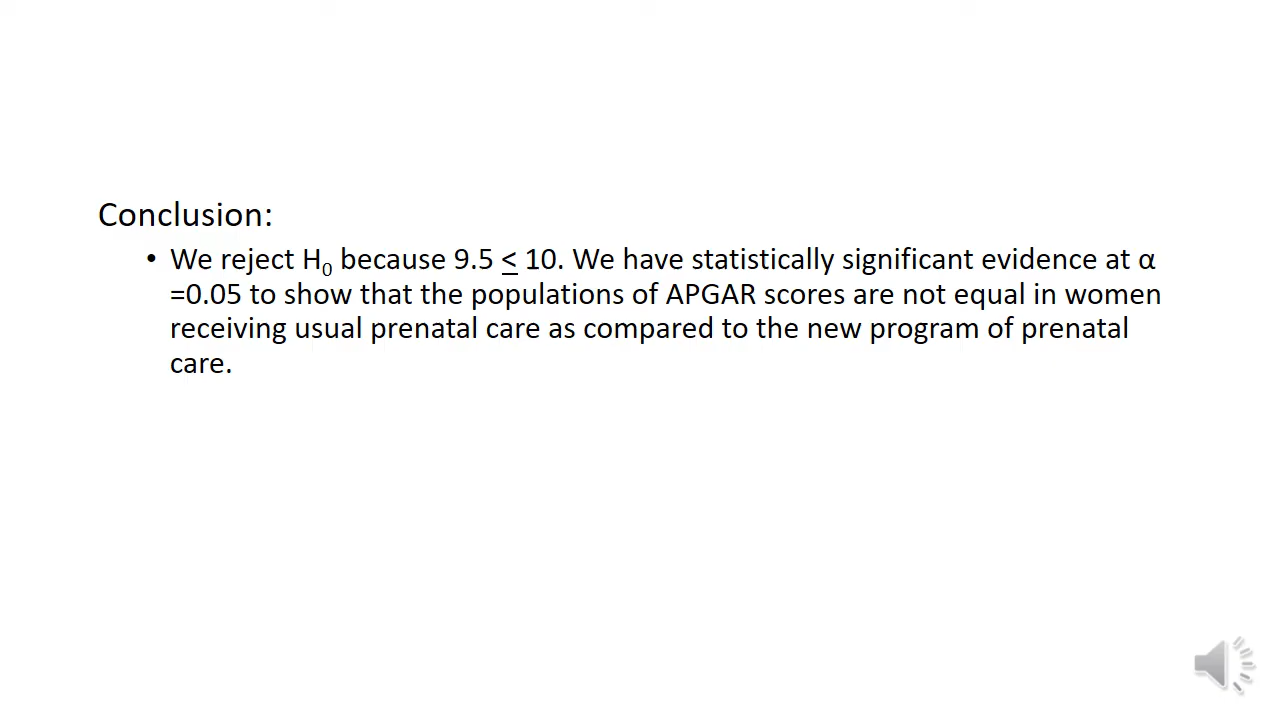 Conclusion:
• We reject H₀ because 9.5 ≤ 10. We have statistically significant evidence at α
=0.05 to show that the populations of APGAR scores are not equal in women
receiving usual prenatal care as compared to the new program of prenatal
care.